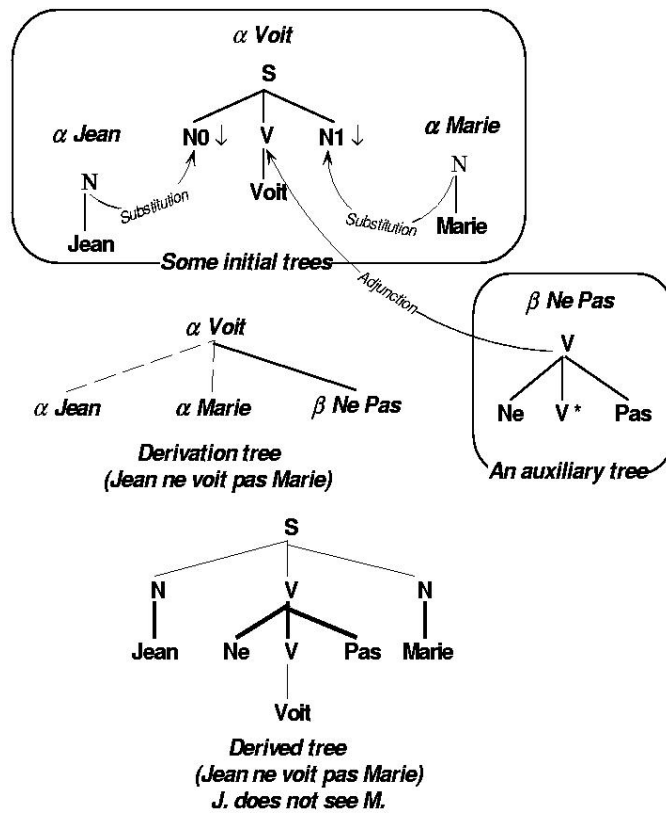 α Voit
S
α Jean N0 ↓ V N1 ↓ α Marie
N Voit N
Substitution Substitution
Jean Marie
Some initial trees
Adjunction
β Ne Pas
V
Ne V * Pas
An auxiliary tree
α Voit
α Jean α Marie β Ne Pas
Derivation tree
(Jean ne voit pas Marie)
S
N V N
Jean Ne V Pas Marie
Voit
Derived tree
(Jean ne voit pas Marie)
J. does not see M.